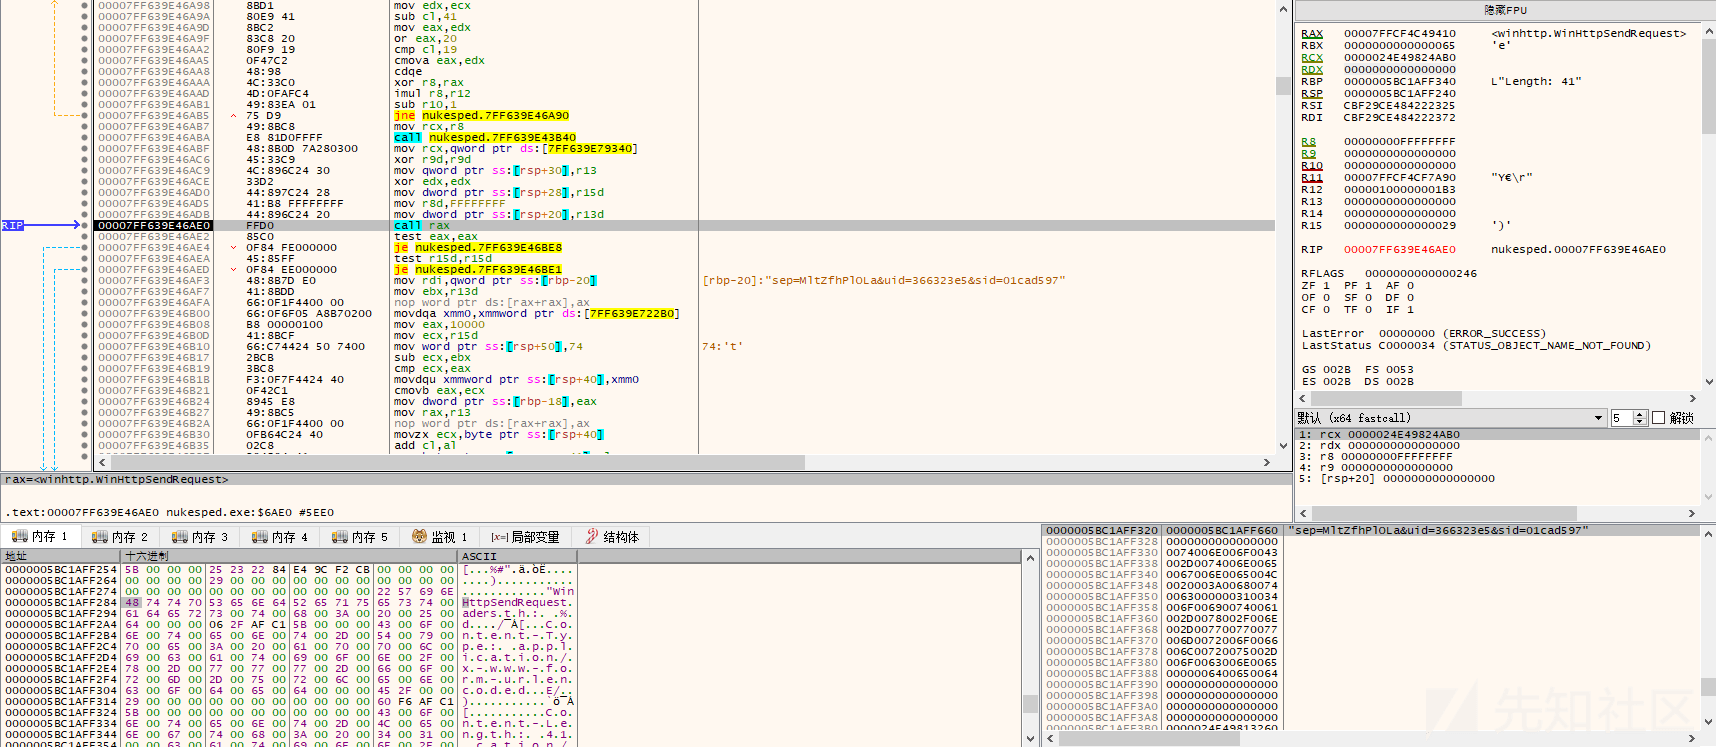 00007FF639E46A98 8BD1 mov edx,ecx
00007FF639E46A9A 80E9 41 sub cl,41
00007FF639E46A9D 8BC2 mov eax,edx
00007FF639E46A9F 83C8 20 or eax,20
00007FF639E46AA2 80F9 19 cmp cl,19
00007FF639E46AA5 0F47C2 cmova eax,edx
00007FF639E46AA8 48:98 cdqe
00007FF639E46AAA 4C:33C0 xor r8,rax
00007FF639E46AAD 4D:0FAFC4 imul r8,r12
00007FF639E46AB1 49:83EA 01 sub r10,1
00007FF639E46AB5 75 D9 jne nukesped.7FF639E46A90
00007FF639E46AB7 49:8BC8 mov rcx,r8
00007FF639E46ABA E8 81D0FFFF call nukesped.7FF639E43B40
00007FF639E46ABF 48:8B0D 7A280300 mov rcx,qword ptr ds:[7FF639E79340]
00007FF639E46AC6 45:33C9 xor r9d,r9d
00007FF639E46AC9 4C:896C24 30 mov qword ptr ss:[rsp+30],r13
00007FF639E46ACE 33D2 xor edx,edx
00007FF639E46AD0 44:897C24 28 mov dword ptr ss:[rsp+28],r15d
00007FF639E46AD5 41:B8 FFFFFFFF mov r8d,FFFFFFFF
00007FF639E46ADB 44:896C24 20 mov dword ptr ss:[rsp+20],r13d
RIP 00007FF639E46AE0 FFD0 call rax
00007FF639E46AE2 85C0 test eax,eax
00007FF639E46AE4 0F84 FE000000 je nukesped.7FF639E46BE8
00007FF639E46AEA 45:85FF test r15d,r15d
00007FF639E46AED 0F84 EE000000 je nukesped.7FF639E46BE1
00007FF639E46AF3 48:8B7D E0 mov rdi,qword ptr ss:[rbp-20] [rbp-20]:"sep=MltZfhPlOLa&uid=366323e5&sid=01cad597"
00007FF639E46AF7 41:8BDD mov ebx,r13d
00007FF639E46AFA 66:0F1F4400 00 nop word ptr ds:[rax+rax],ax
00007FF639E46B00 66:0F6F05 A8B70200 movdqa xmm0,xmmword ptr ds:[7FF639E722B0]
00007FF639E46B08 B8 00000100 mov eax,10000
00007FF639E46B0D 41:8BCF mov ecx,r15d
00007FF639E46B10 66:C74424 50 7400 mov word ptr ss:[rsp+50],74 74:'t'
00007FF639E46B17 2BCB sub ecx,ebx
00007FF639E46B19 3BC8 cmp ecx,eax
00007FF639E46B1B F3:0F7F4424 40 movdqu xmmword ptr ss:[rsp+40],xmm0
00007FF639E46B21 0F42C1 cmovb eax,ecx
00007FF639E46B24 8945 E8 mov dword ptr ss:[rbp-18],eax
00007FF639E46B27 49:8BC5 mov rax,r13
00007FF639E46B2A 66:0F1F4400 00 nop word ptr ds:[rax+rax],ax
00007FF639E46B30 0FB64C24 40 movzx ecx,byte ptr ss:[rsp+40]
00007FF639E46B35 02C8 add cl,al
rax=<winhttp.WinHttpSendRequest>
.text:00007FF639E46AE0 nukesped.exe:$6AE0 #5EE0
隐藏FPU
RAX 00007FFCF4C49410 <winhttp.WinHttpSendRequest>
RBX 0000000000000065 'e'
RCX 0000024E49824AB0
RDX 0000000000000000
RBP 0000005BC1AFF340 L"Length: 41"
RSP 0000005BC1AFF240
RSI CBF29CE484222325
RDI CBF29CE484222372
R8 00000000FFFFFFFF
R9 0000000000000000
R10 0000000000000000
R11 00007FFCF4CF7A90 "Y€\r"
R12 00000100000001B3
R13 0000000000000000
R14 0000000000000000
R15 0000000000000029 ')'
RIP 00007FF639E46AE0 nukesped.00007FF639E46AE0
RFLAGS 0000000000000246
ZF 1 PF 1 AF 0
OF 0 SF 0 DF 0
CF 0 TF 0 IF 1
LastError 00000000 (ERROR_SUCCESS)
LastStatus C0000034 (STATUS_OBJECT_NAME_NOT_FOUND)
GS 002B FS 0053
ES 002B DS 002B
默认 (x64 fastcall) 5 解锁
1: rcx 0000024E49824AB0
2: rdx 0000000000000000
3: r8 00000000FFFFFFFF
4: r9 0000000000000000
5: [rsp+20] 0000000000000000
内存 1 内存 2 内存 3 内存 4 内存 5 监视 1 [x=]局部变量 结构体
地址 十六进制 ASCII
0000005BC1AFF254 5B 00 00 00 25 23 22 84 E4 9C F2 CB 00 00 00 00 [...%#".ä.òË....
0000005BC1AFF264 00 00 00 00 29 00 00 00 00 00 00 00 00 00 00 00 ....)...........
0000005BC1AFF274 00 00 00 00 00 00 00 00 00 00 00 00 22 57 69 6E ............"Win
0000005BC1AFF284 48 74 74 70 53 65 6E 64 52 65 71 75 65 73 74 00 HttpSendRequest.
0000005BC1AFF294 61 64 65 72 73 00 74 00 68 00 3A 00 20 00 25 00 aders.t.h.:. .%.
0000005BC1AFF2A4 64 00 00 00 06 2F AF C1 5B 00 00 00 43 00 6F 00 d..../¯Á[...C.o.
0000005BC1AFF2B4 6E 00 74 00 65 00 6E 00 74 00 2D 00 54 00 79 00 n.t.e.n.t.-.T.y.
0000005BC1AFF2C4 70 00 65 00 3A 00 20 00 61 00 70 00 70 00 6C 00 p.e.:. .a.p.p.l.
0000005BC1AFF2D4 69 00 63 00 61 00 74 00 69 00 6F 00 6E 00 2F 00 i.c.a.t.i.o.n./.
0000005BC1AFF2E4 78 00 2D 00 77 00 77 00 77 00 2D 00 66 00 6F 00 x.-.w.w.w.-.f.o.
0000005BC1AFF2F4 72 00 6D 00 2D 00 75 00 72 00 6C 00 65 00 6E 00 r.m.-.u.r.l.e.n.
0000005BC1AFF304 63 00 6F 00 64 00 65 00 64 00 00 00 45 2F 00 00 c.o.d.e.d...E/..
0000005BC1AFF314 29 00 00 00 00 00 00 00 00 00 00 00 60 F6 AF C1 )...........`ö¯Á
0000005BC1AFF324 5B 00 00 00 00 00 00 00 00 00 00 00 43 00 6F 00 [...........C.o.
0000005BC1AFF334 6E 00 74 00 65 00 6E 00 74 00 2D 00 4C 00 65 00 n.t.e.n.t.-.L.e.
0000005BC1AFF344 6E 00 67 00 74 00 68 00 3A 00 20 00 34 00 31 00 n.g.t.h.:. .4.1.
0000005BC1AFF320 0000005BC1AFF660 "sep=MltZfhPlOLa&uid=366323e5&sid=01cad597"
0000005BC1AFF328 0000000000000000
0000005BC1AFF330 0074006E006F0043
0000005BC1AFF338 002D0074006E0065
0000005BC1AFF340 0067006E0065004C
0000005BC1AFF348 0020003A00680074
0000005BC1AFF350 0063000000310034
0000005BC1AFF358 006F006900740061
0000005BC1AFF360 002D0078002F006E
0000005BC1AFF368 002D007700770077
0000005BC1AFF370 006D0072006F0066
0000005BC1AFF378 006C00720075002D
0000005BC1AFF380 006F0063006E0065
0000005BC1AFF388 0000006400650064
0000005BC1AFF390 0000000000000000
0000005BC1AFF398 0000000000000000
0000005BC1AFF3A0 0000000000000000
0000005BC1AFF3A8 0000000000000000
0000005BC1AFF3B0 0000024E49813260
先知社区